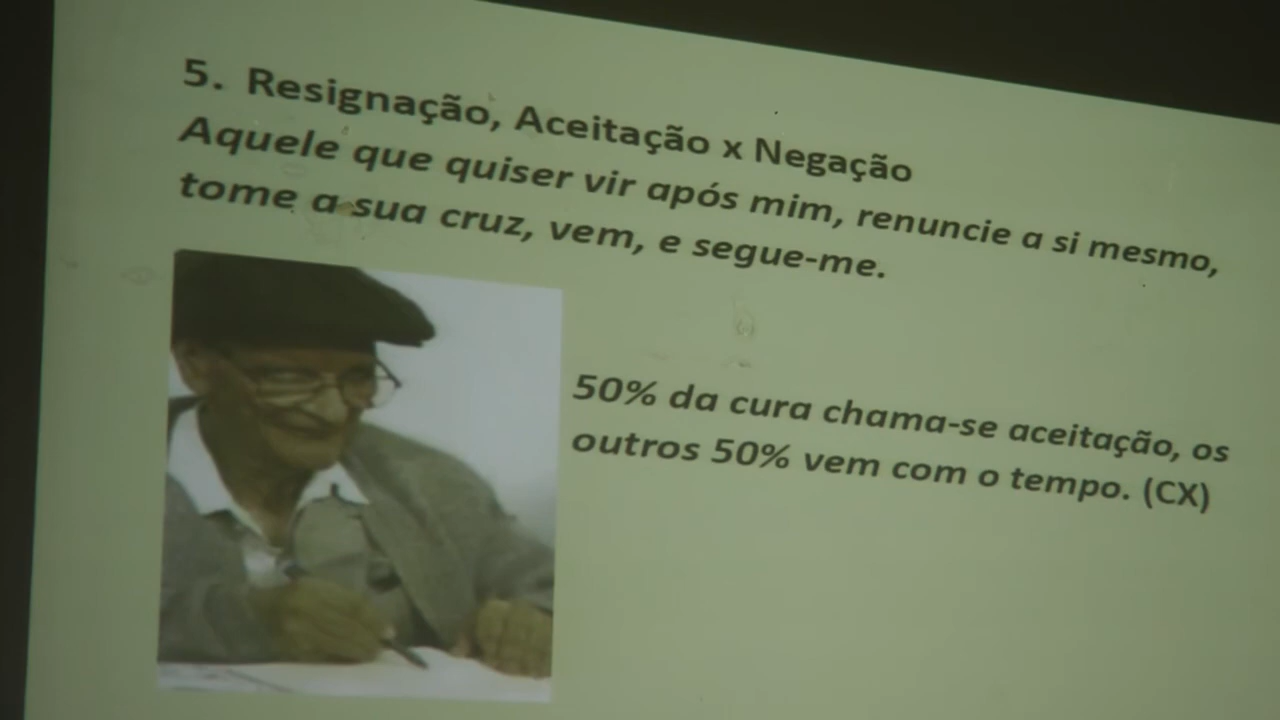 5. Resignação, Aceitação x Negação
Aquele que quiser vir após mim, renuncie a si mesmo,
tome a sua cruz, vem, e segue-me.
50% da cura chama-se aceitação, os
outros 50% vem com o tempo. (CX)